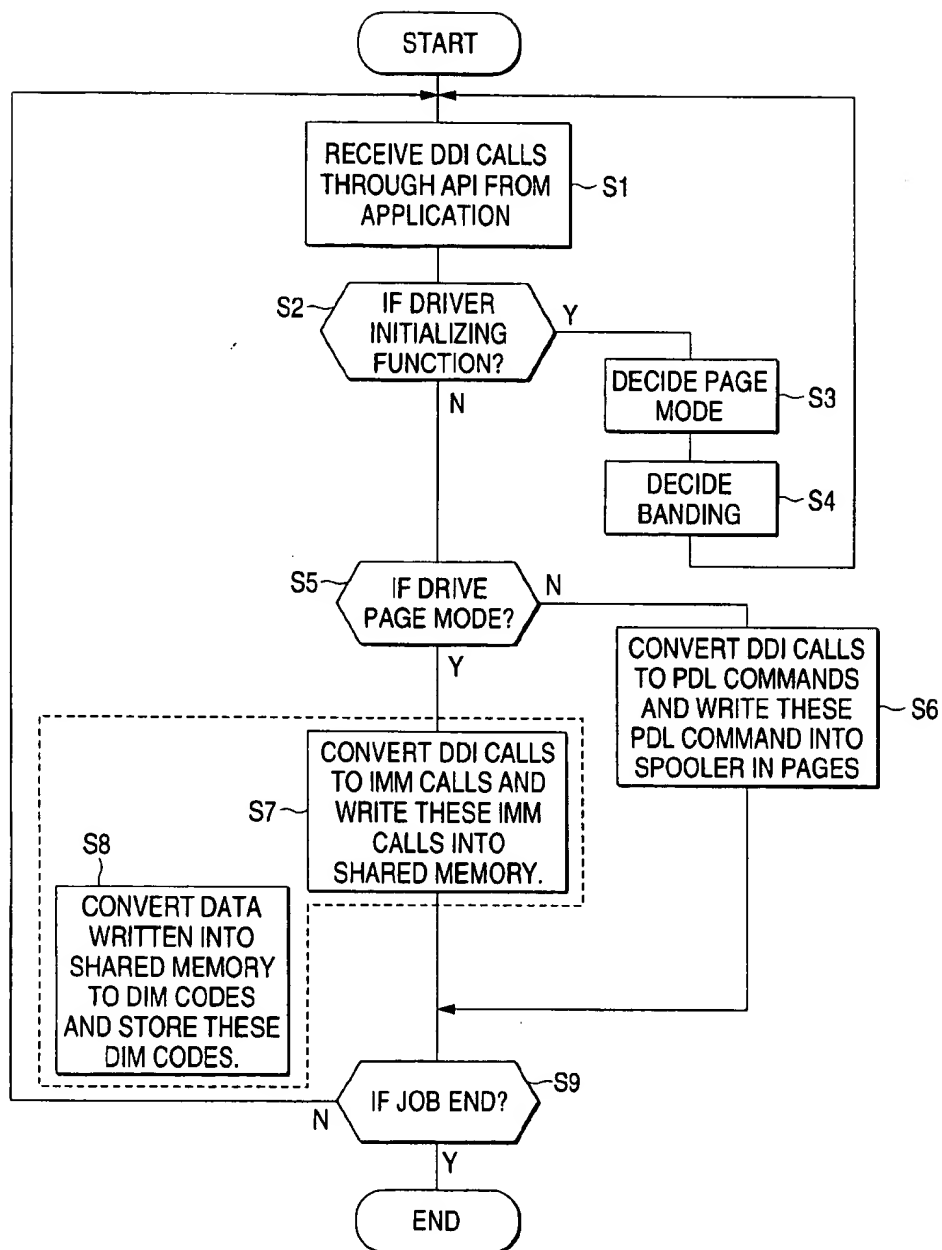 START
RECEIVE DDI CALLS
THROUGH API FROM
APPLICATION
S1
S2
IF DRIVER
INITIALIZING
FUNCTION?
Y
N
DECIDE PAGE
MODE
S3
DECIDE
BANDING
S4
S5
IF DRIVE
PAGE MODE?
N
Y
CONVERT DDI CALLS
TO PDL COMMANDS
AND WRITE THESE
PDL COMMAND INTO
SPOOLER IN PAGES
S6
S7
CONVERT DDI CALLS
TO IMM CALLS AND
WRITE THESE IMM
CALLS INTO
SHARED MEMORY.
S8
CONVERT DATA
WRITTEN INTO
SHARED MEMORY
TO DIM CODES
AND STORE THESE
DIM CODES.
IF JOB END?
S9
N
Y
END